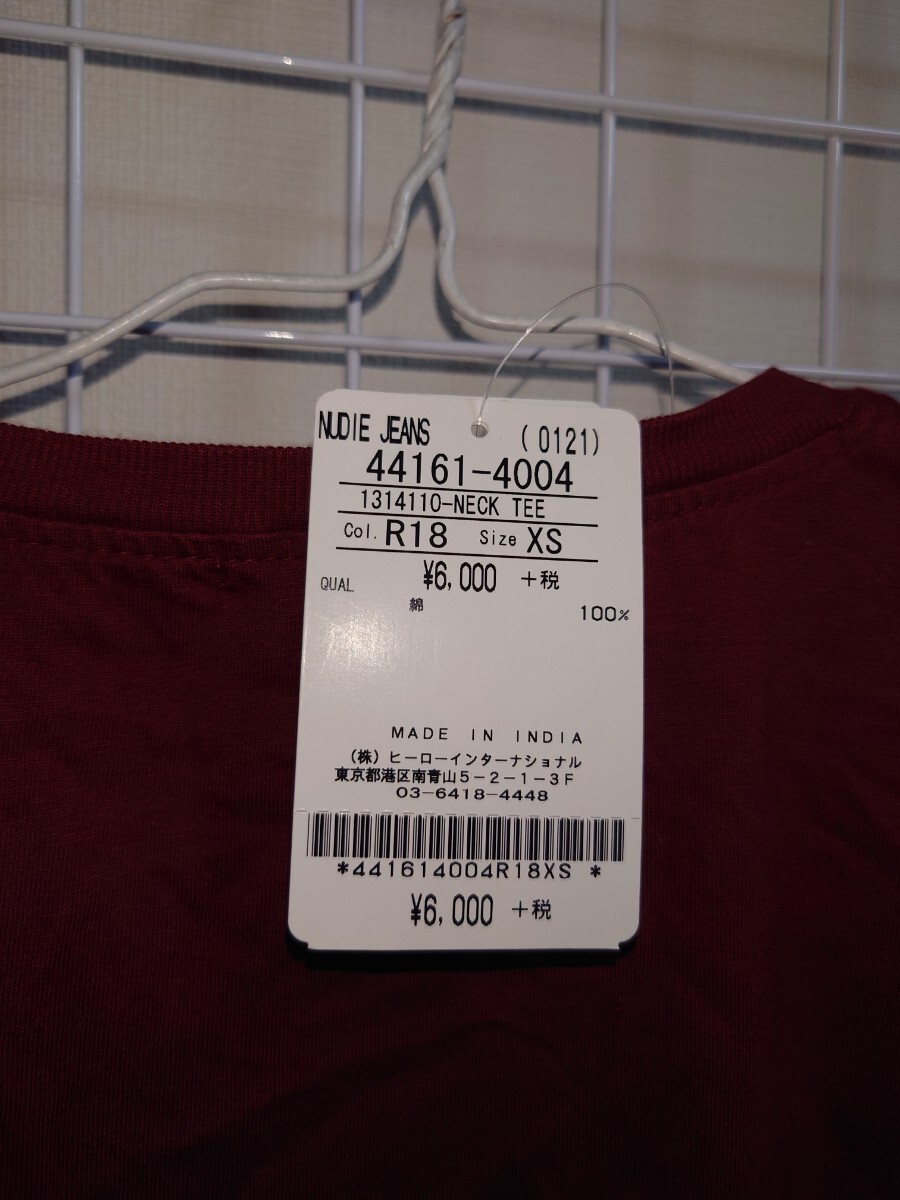 NUDIE JEANS (0121)
44161-4004
1314110-NECK TEE
Col. R18 Size XS
¥6,000 +税
QUAL
綿 100%
MADE IN INDIA
(株)ヒーローインターナショナル
東京都港区南青山5-2-1-3F
03-6418-4448
*441614004R18XS *
¥6,000 +税